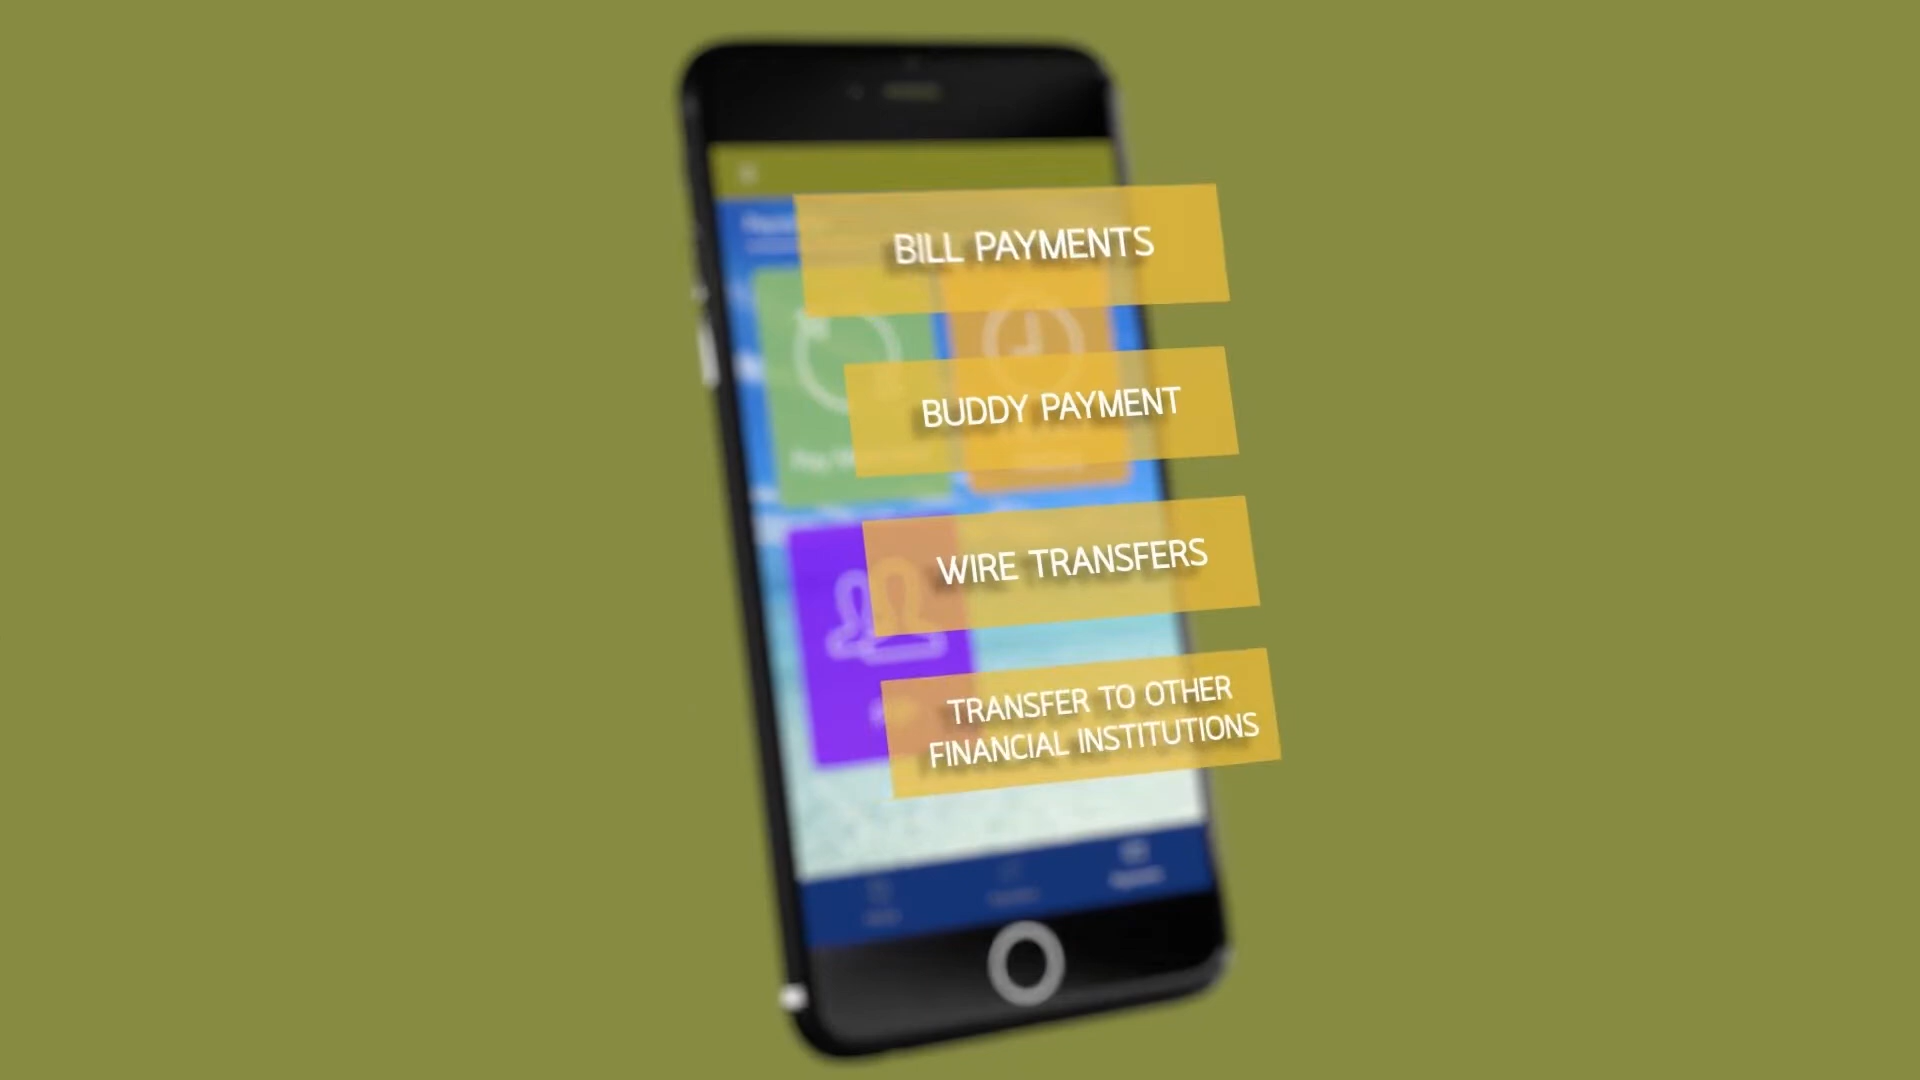 BILL PAYMENTS
BUDDY PAYMENT
WIRE TRANSFERS
TRANSFER TO OTHER
FINANCIAL INSTITUTIONS